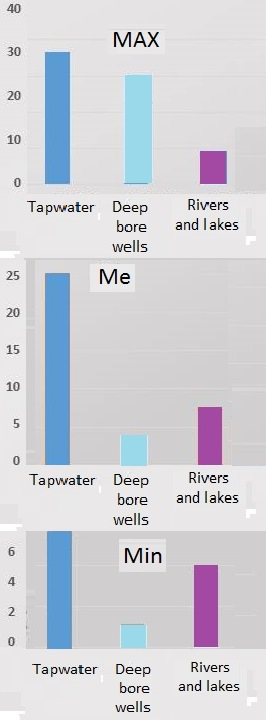 40
MAX
30
20
10
0
Tapwater Deep Rivers
bore and lakes
wells
25
Me
20
15
10
5
0
Tapwater Deep Rivers
bore and lakes
wells
6
Min
4
2
0
Tapwater Deep Rivers
bore and lakes
wells